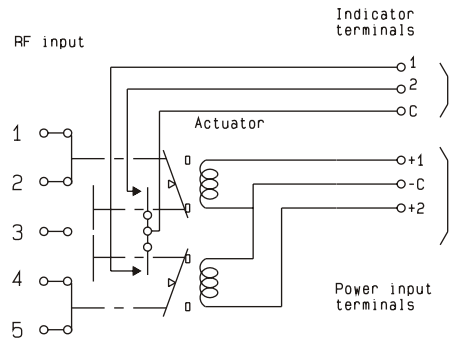 Indicator
terminals
RF input
1
2
C
Actuator
1
2
3
4
5
+1
-C
+2
Power input
terminals